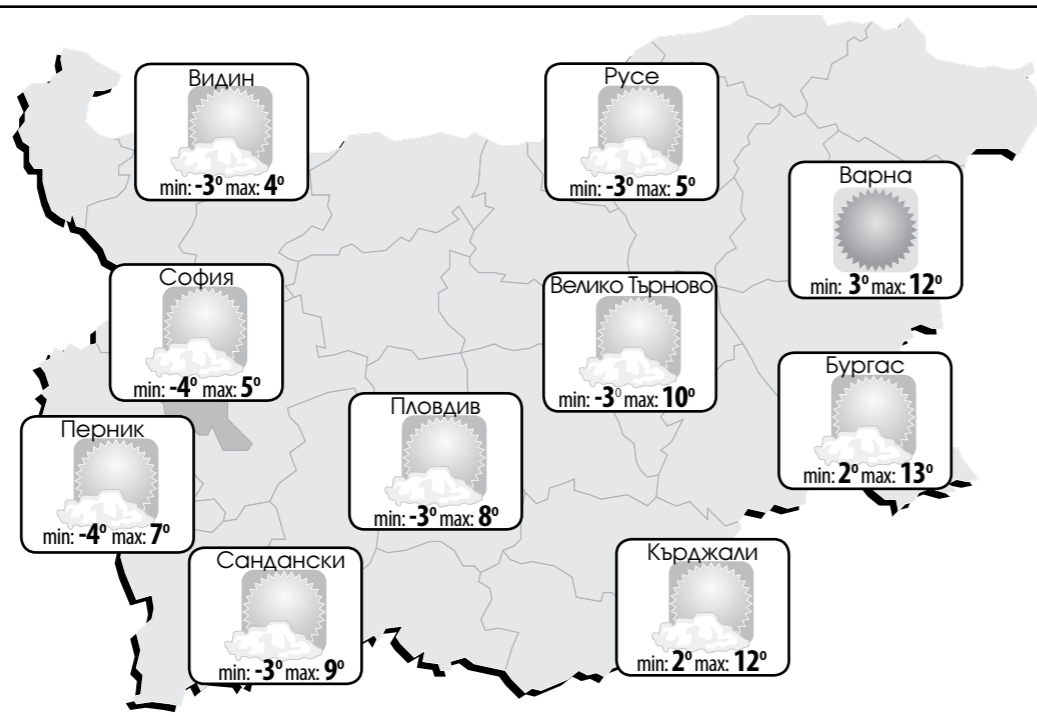 Видин
min: -3° max: 4°
Русе
min: -3° max: 5°
Варна
min: 3° max: 12°
София
min: -4° max: 5°
Велико Търново
min: -3° max: 10°
Бургас
min: 2° max: 13°
Пловдив
min: -3° max: 8°
Перник
min: -4° max: 7°
Сандански
min: -3° max: 9°
Кърджали
min: 2° max: 12°